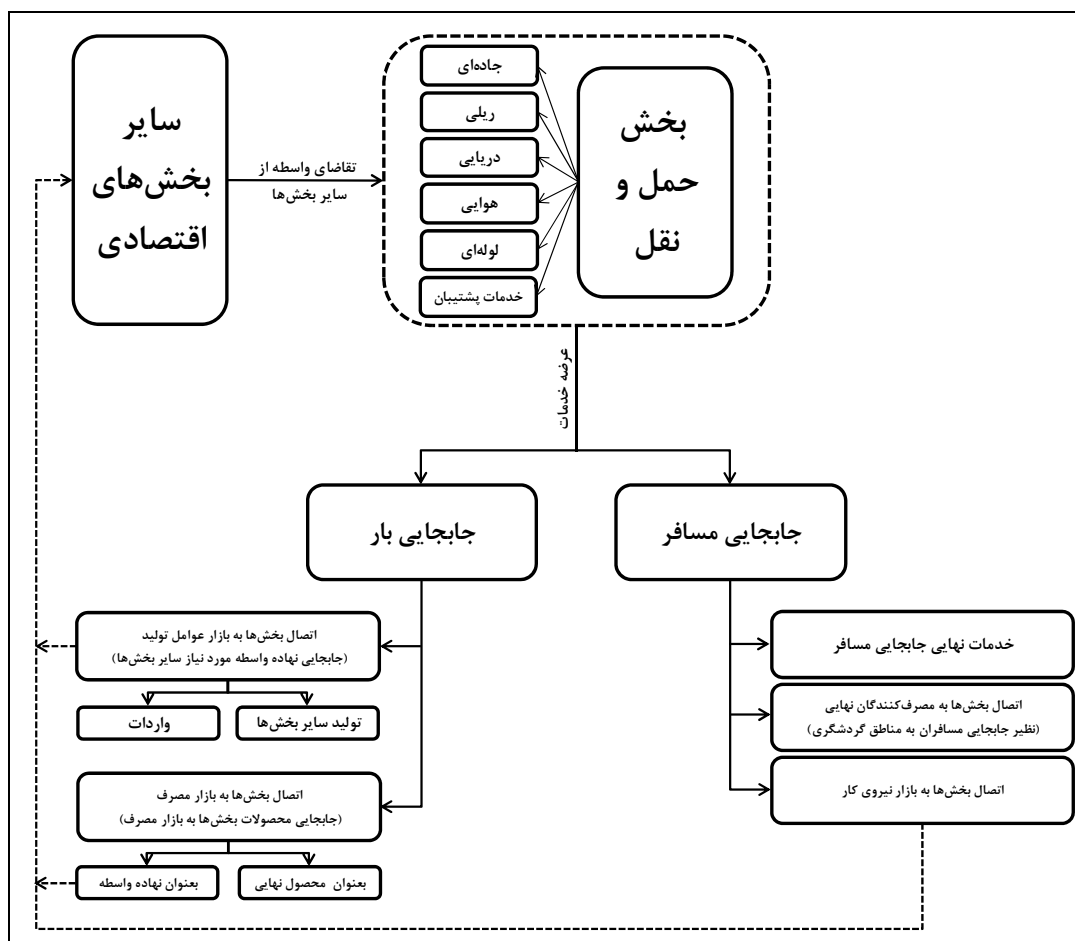 بخش
حمل و
نقل
جاده‌ای
ریلی
دریایی
هوایی
لوله‌ای
خدمات پشتیبان
تقاضای واسطه از
سایر بخش‌ها
سایر
بخش‌های
اقتصادی
عرضه خدمات
جابجایی مسافر
جابجایی بار
خدمات نهایی جابجایی مسافر
اتصال بخش‌ها به مصرف‌کنندگان نهایی
(نظیر جابجایی مسافران به مناطق گردشگری)
اتصال بخش‌ها به بازار نیروی کار
اتصال بخش‌ها به بازار عوامل تولید
(جابجایی نهاده واسطه مورد نیاز سایر بخش‌ها)
تولید سایر بخش‌ها
واردات
اتصال بخش‌ها به بازار مصرف
(جابجایی محصولات بخش‌ها به بازار مصرف)
بعنوان محصول نهایی
بعنوان نهاده واسطه